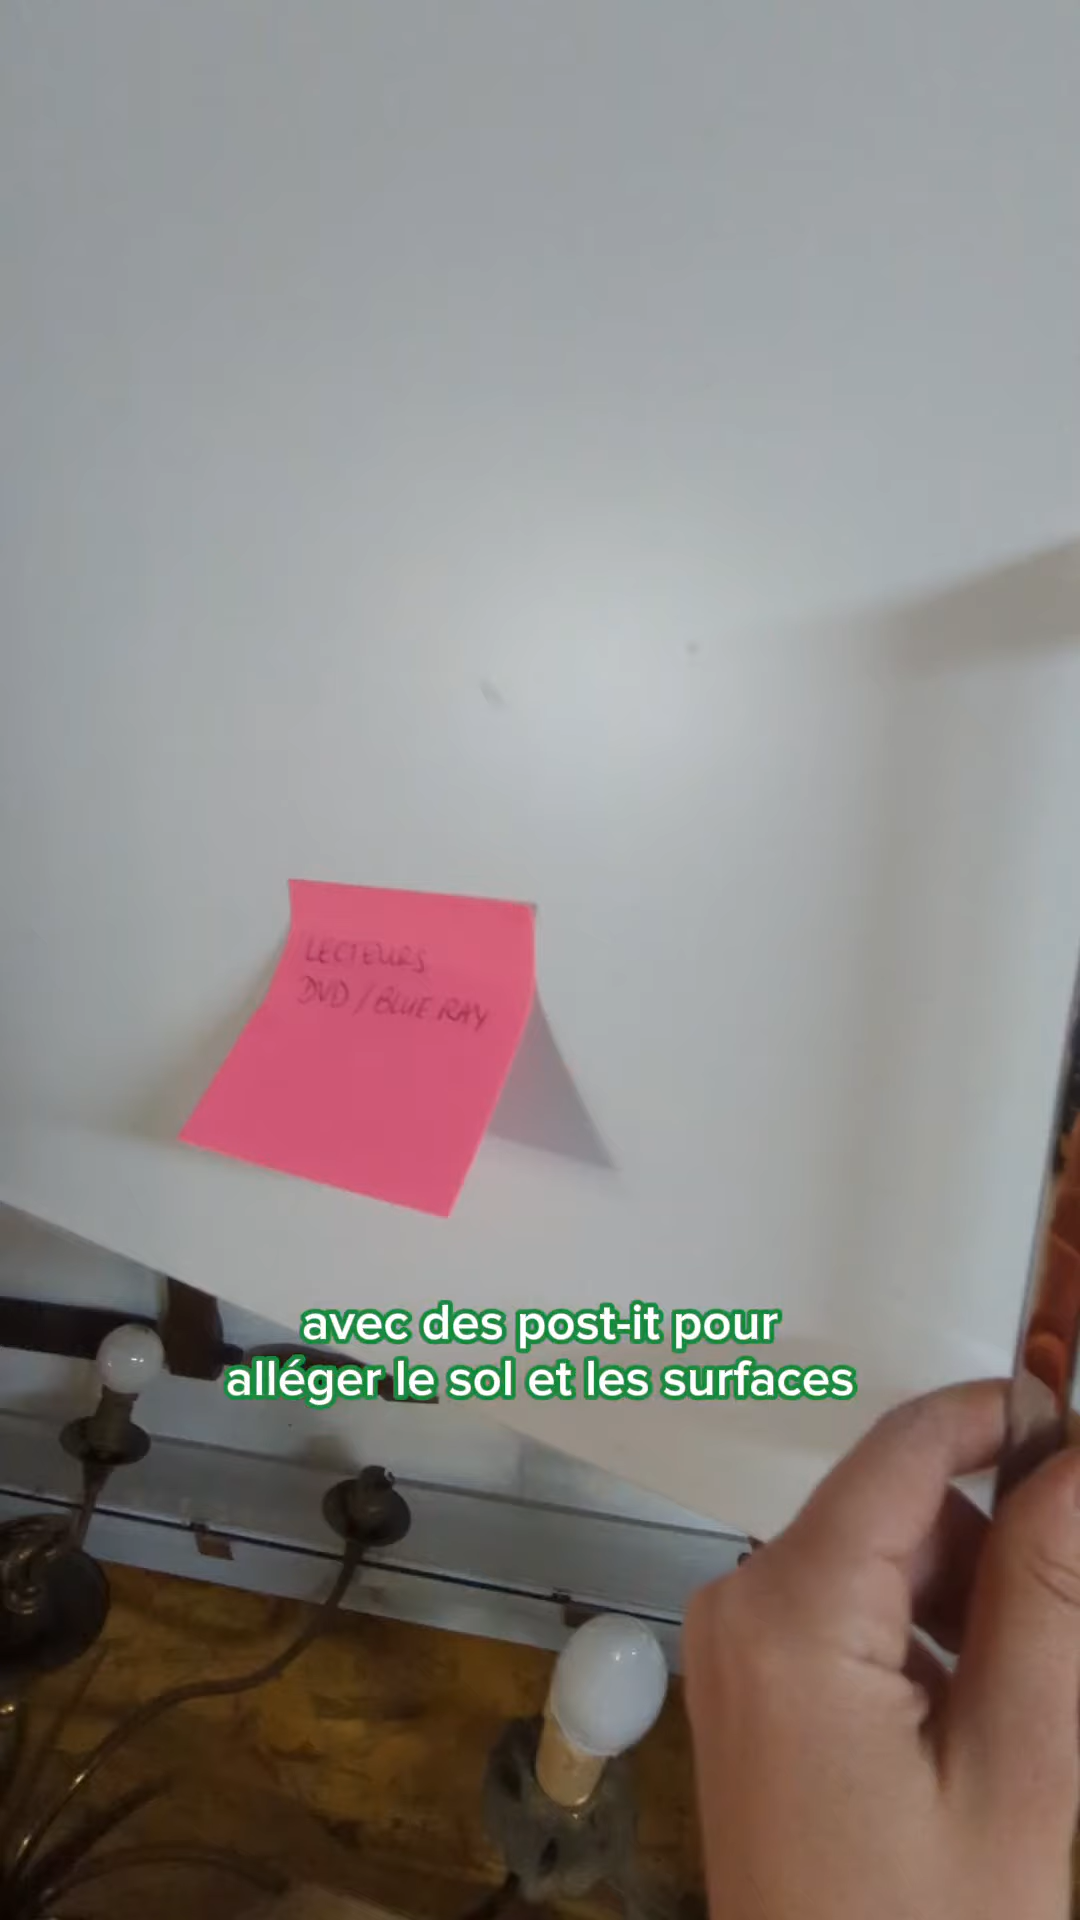 LECTEURS
DVD / BLUE RAY
avec des post-it pour
alléger le sol et les surfaces